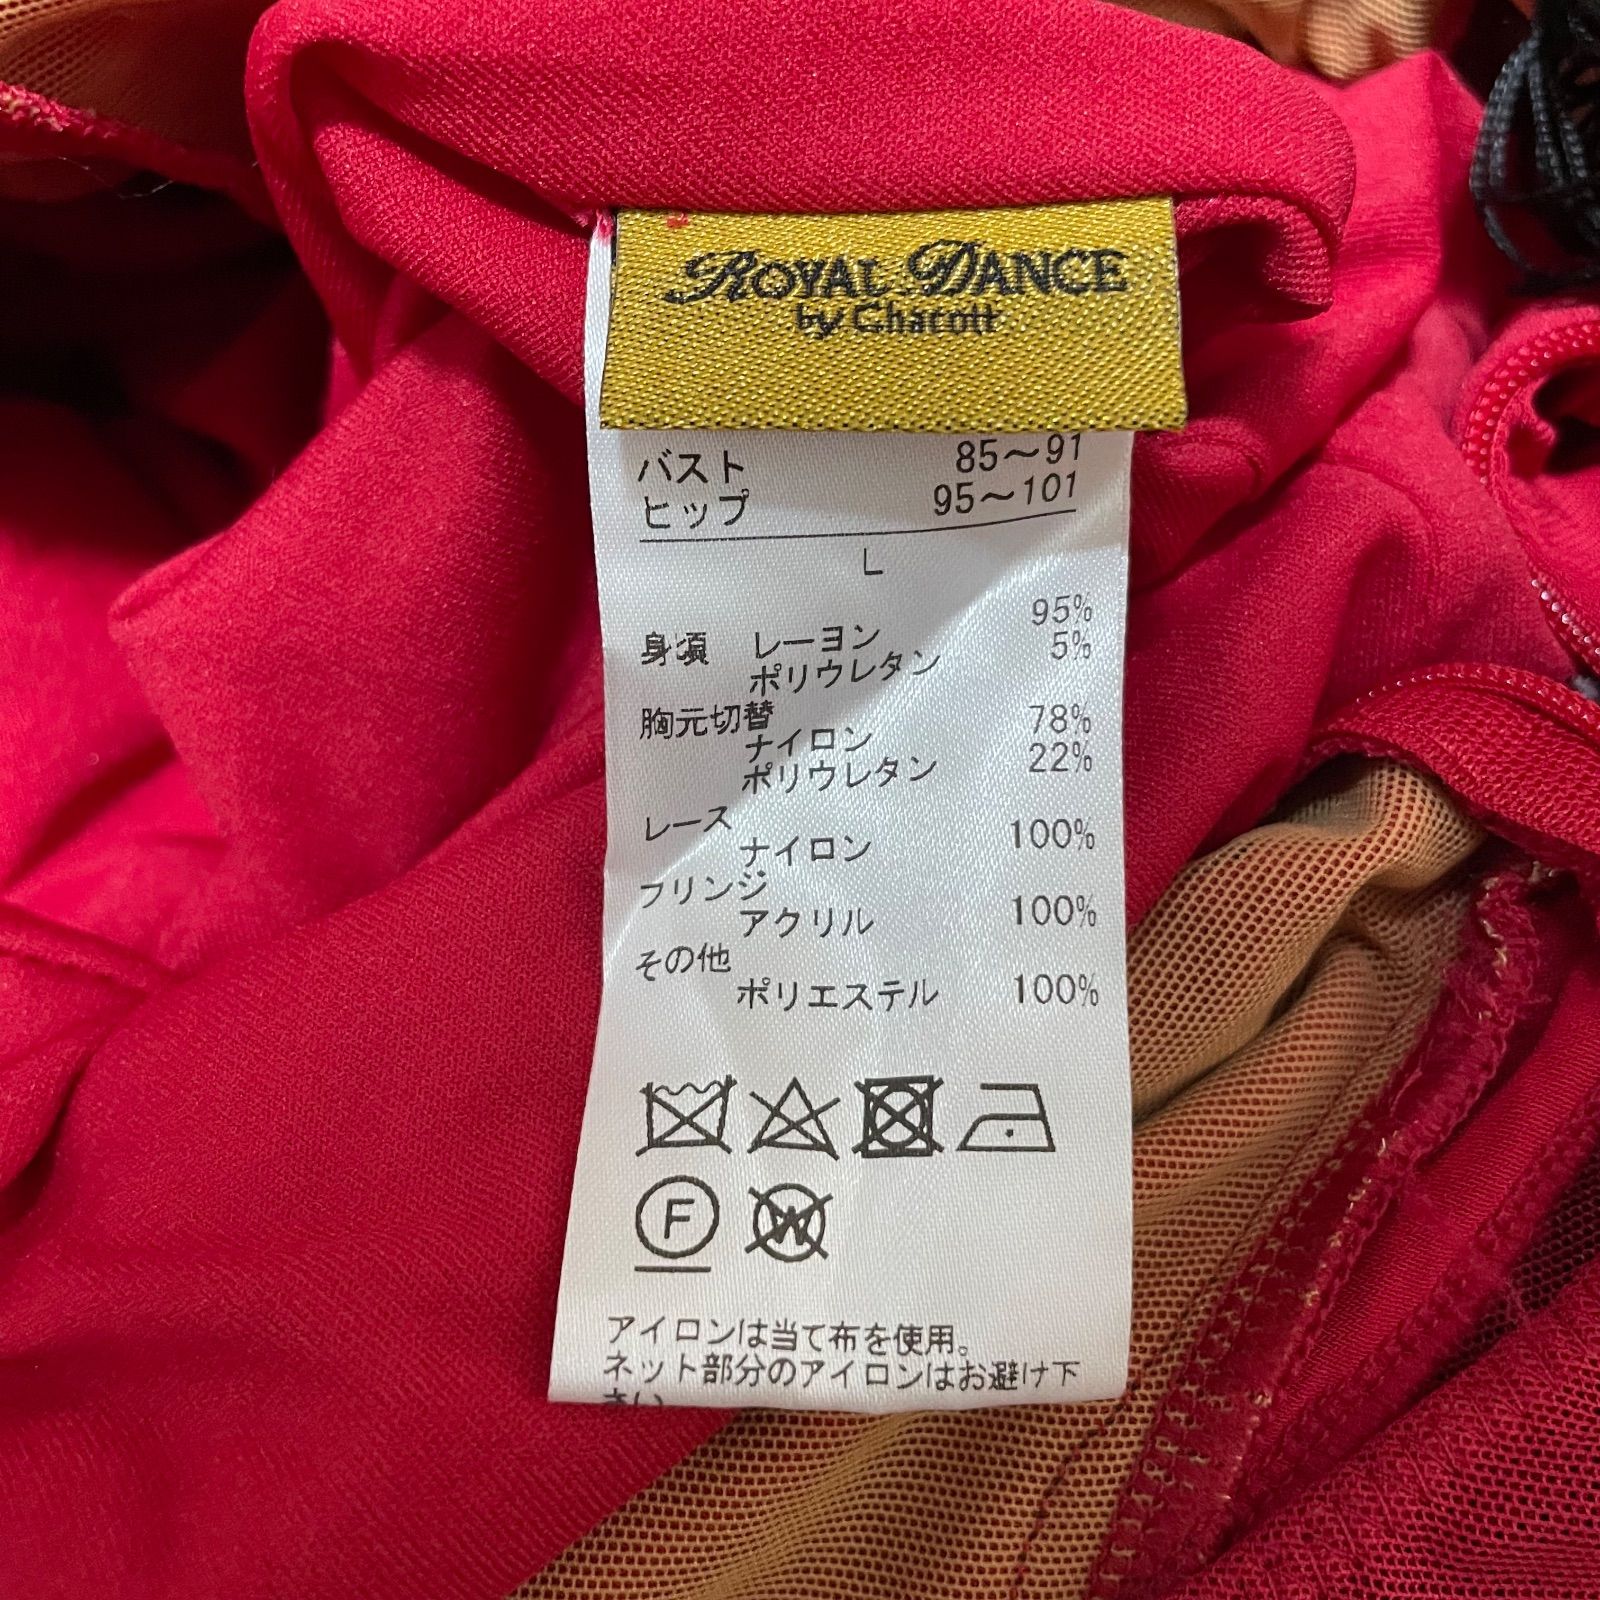 ROYAL DANCE
by Chacott
バスト 85〜91
ヒップ 95〜101
L
95%
身頃 レーヨン 5%
ポリウレタン
胸元切替 78%
ナイロン 22%
ポリウレタン
レース
ナイロン 100%
フリンジ
アクリル 100%
その他
ポリエステル 100%
F W
アイロンは当て布を使用。
ネット部分のアイロンはお避け下
さい